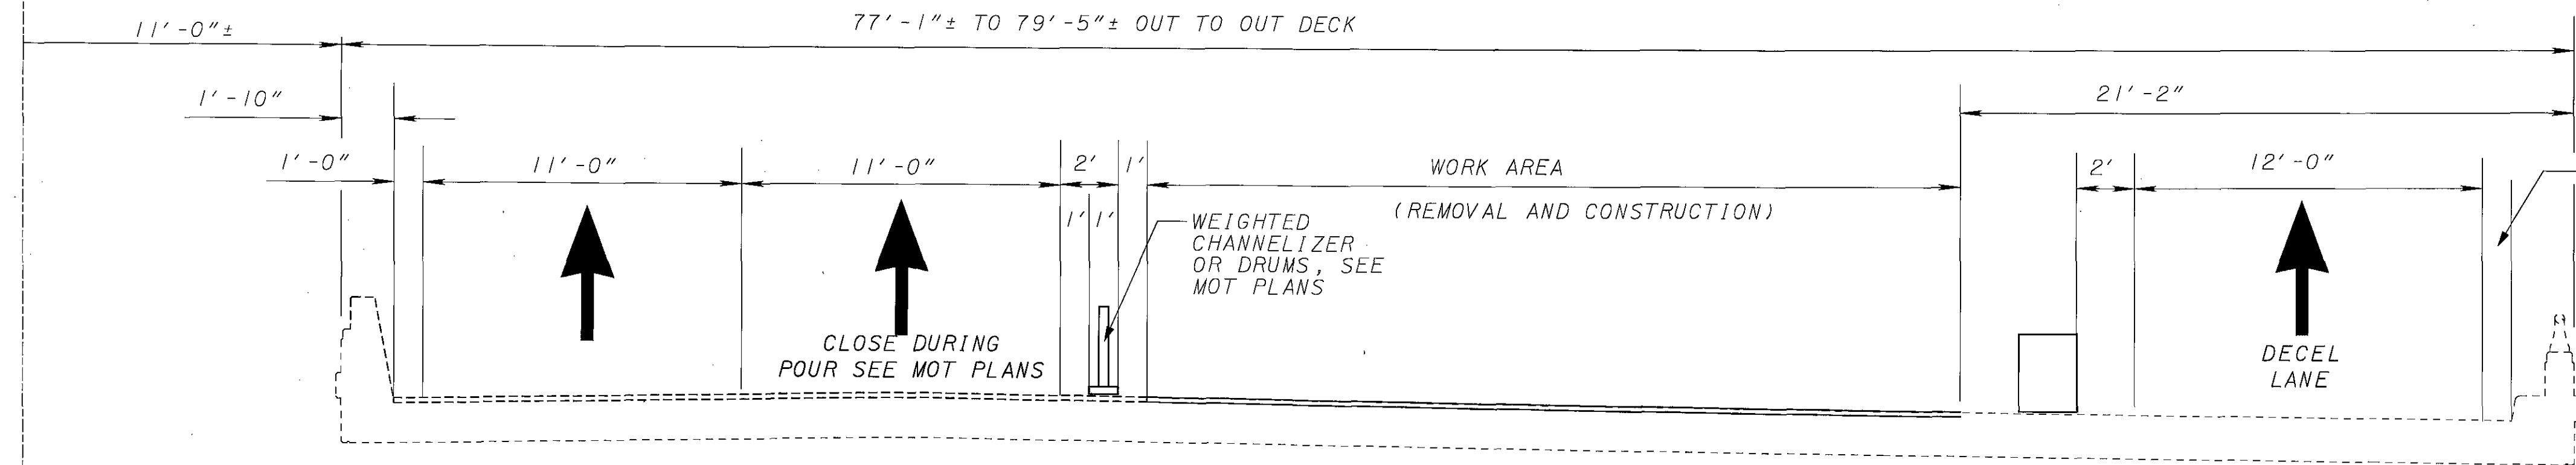 11'-0"±
77'-1"± TO 79'-5"± OUT TO OUT DECK
1'-10"
21'-2"
1'-0"
11'-0"
11'-0"
2'
1'
WORK AREA
2'
12'-0"
(REMOVAL AND CONSTRUCTION)
1'
1'
WEIGHTED
CHANNELIZER
OR DRUMS, SEE
MOT PLANS
CLOSE DURING
POUR SEE MOT PLANS
DECEL
LANE